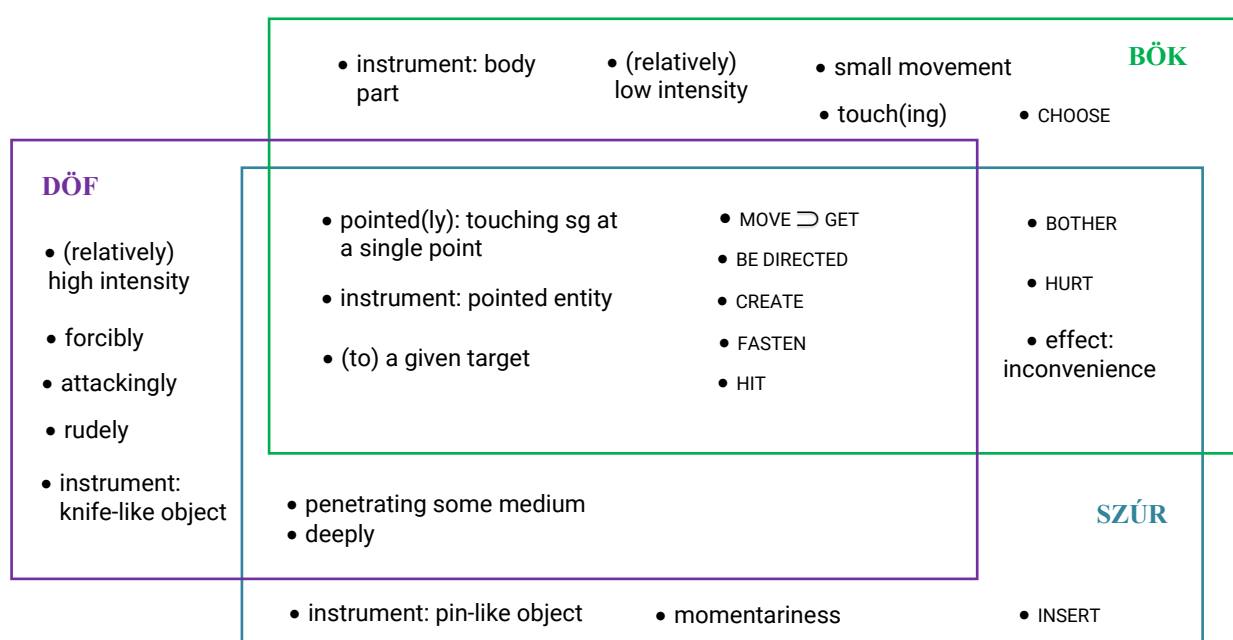 BÖK
• instrument: body
part
• (relatively)
low intensity
• small movement
• touch(ing)
• CHOOSE
DÖF
• (relatively)
high intensity
• forcibly
• attackingly
• rudely
• instrument:
knife-like object
• pointed(ly): touching sg at
a single point
• instrument: pointed entity
• (to) a given target
• MOVE ⊃ GET
• BE DIRECTED
• CREATE
• FASTEN
• HIT
• BOTHER
• HURT
• effect:
inconvenience
• penetrating some medium
• deeply
SZÚR
• instrument: pin-like object
• momentariness
• INSERT